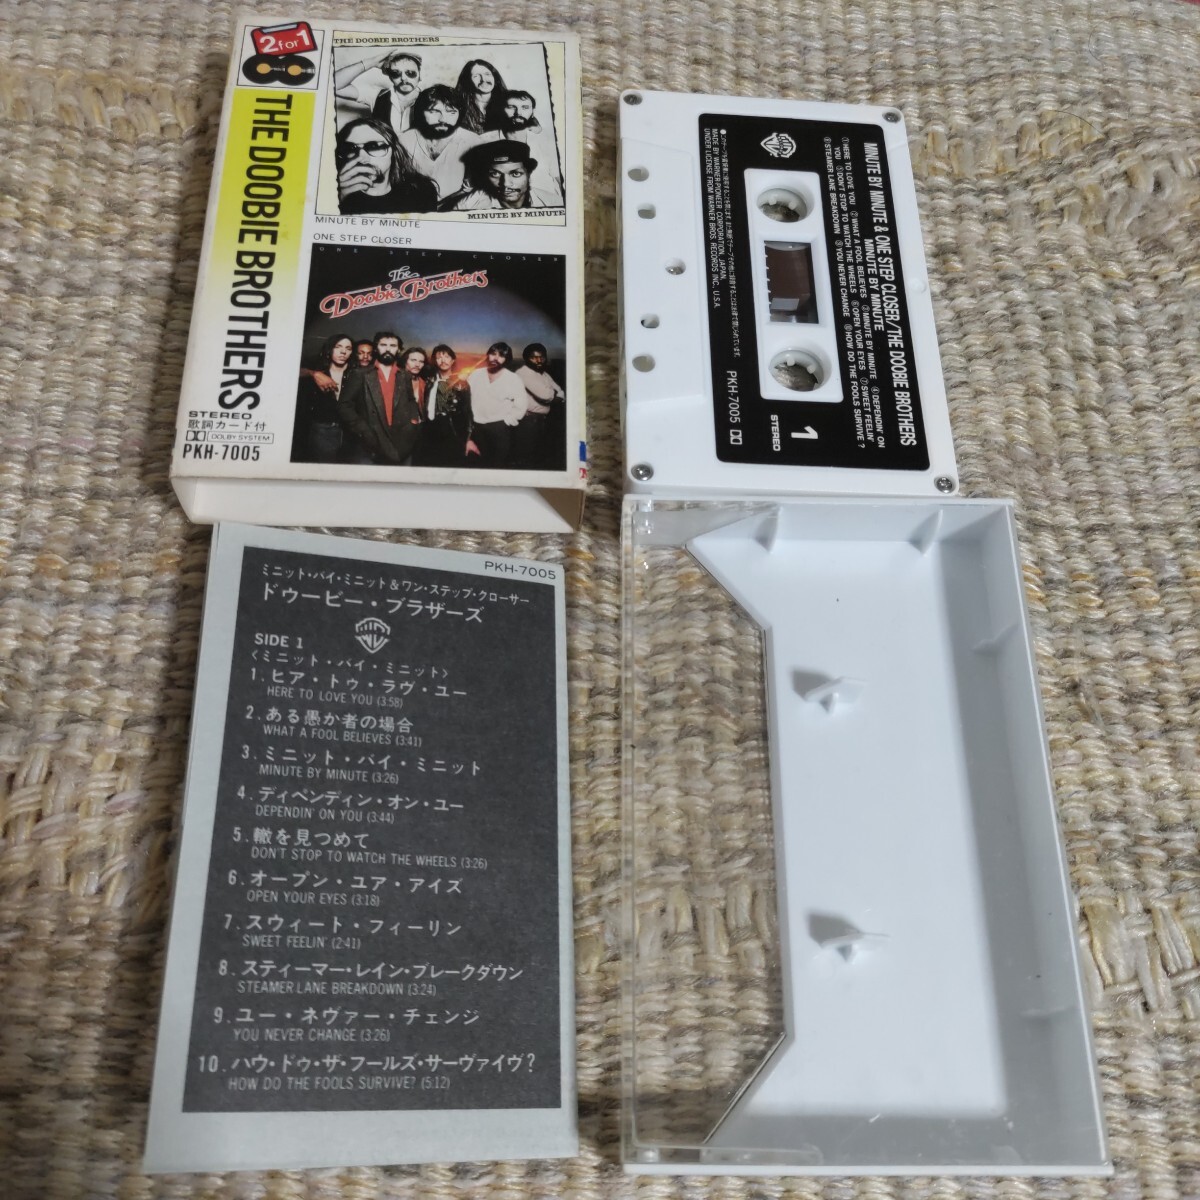 2 for 1
THE DOOBIE BROTHERS
STEREO
歌詞カード付
DOLBY SYSTEM
PKH-7005
THE DOOBIE BROTHERS
MINUTE BY MINUTE
MINUTE BY MINUTE
ONE STEP CLOSER
ONE STEP CLOSER
The
Doobie Brothers
MINUTE BY MINUTE & ONE STEP CLOSER/THE DOOBIE BROTHERS
MINUTE BY MINUTE
①HERE TO LOVE YOU ②WHAT A FOOL BELIEVES ③MINUTE BY MINUTE ④DEPENDIN' ON
YOU ⑤DON'T STOP TO WATCH THE WHEELS ⑥OPEN YOUR EYES ⑦SWEET FEELIN'
⑧STEAMER LANE BREAKDOWN ⑨YOU NEVER CHANGE ⑩HOW DO THE FOOLS SURVIVE?
MADE BY WARNER-PIONEER CORPORATION, JAPAN.
UNDER LICENSE FROM WARNER BROS. RECORDS INC., U.S.A.
PKH-7005
1
STEREO
PKH-7005
ミニット・バイ・ミニット&ワン・ステップ・クローサー
ドゥービー・ブラザーズ
SIDE 1
〈ミニット・バイ・ミニット〉
1.ヒア・トゥ・ラヴ・ユー
HERE TO LOVE YOU (3:58)
2.ある愚か者の場合
WHAT A FOOL BELIEVES (3:41)
3.ミニット・バイ・ミニット
MINUTE BY MINUTE (3:26)
4.ディペンディン・オン・ユー
DEPENDIN' ON YOU (3:44)
5.轍を見つめて
DON'T STOP TO WATCH THE WHEELS (3:26)
6.オープン・ユア・アイズ
OPEN YOUR EYES (3:18)
7.スウィート・フィーリン
SWEET FEELIN' (2:41)
8.スティーマー・レイン・ブレークダウン
STEAMER LANE BREAKDOWN (3:24)
9.ユー・ネヴァー・チェンジ
YOU NEVER CHANGE (3:26)
10.ハウ・ドゥ・ザ・フールズ・サーヴァイヴ?
HOW DO THE FOOLS SURVIVE? (5:12)